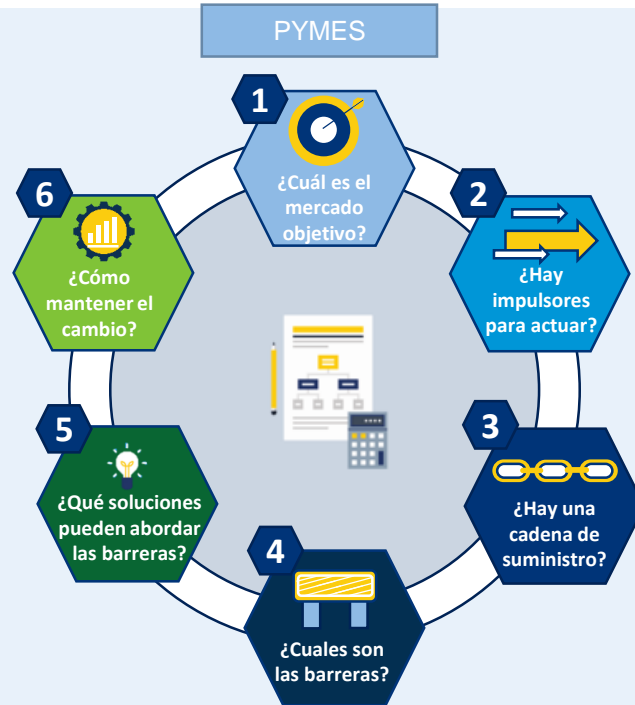 PYMES
1
¿Cuál es el
mercado
objetivo?
2
¿Hay
impulsores
para actuar?
3
¿Hay una
cadena de
suministro?
4
¿Cuales son
las barreras?
5
¿Qué soluciones
pueden abordar
las barreras?
6
¿Cómo
mantener el
cambio?